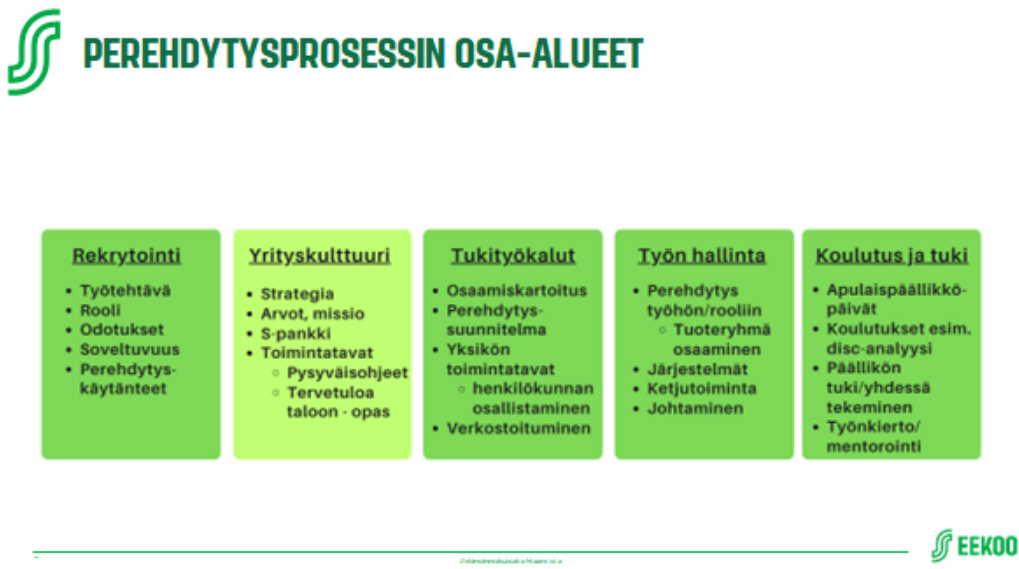 PEREHDYTYSPROSESSIN OSA-ALUEET
Rekrytointi
• Työtehtävä
• Rooli
• Odotukset
• Soveltuvuus
• Perehdytys-
käytänteet
Yrityskulttuuri
• Strategia
• Arvot, missio
• S-pankki
• Toimintatavat
◦ Pysyväisohjeet
◦ Tervetuloa
taloon - opas
Tukityökalut
• Osaamiskartoitus
• Perehdytys-
suunnitelma
• Yksikön
toimintatavat
◦ henkilökunnan
osallistaminen
• Verkostoituminen
Työn hallinta
• Perehdytys
työhön/rooliin
◦ Tuoteryhmä
osaaminen
• Järjestelmät
• Ketjutoiminta
• Johtaminen
Koulutus ja tuki
• Apulaispäällikkö-
päivät
• Koulutukset esim.
disc-analyysi
• Päällikön
tuki/yhdessä
tekeminen
• Työnkierto/
mentorointi
EEKOO